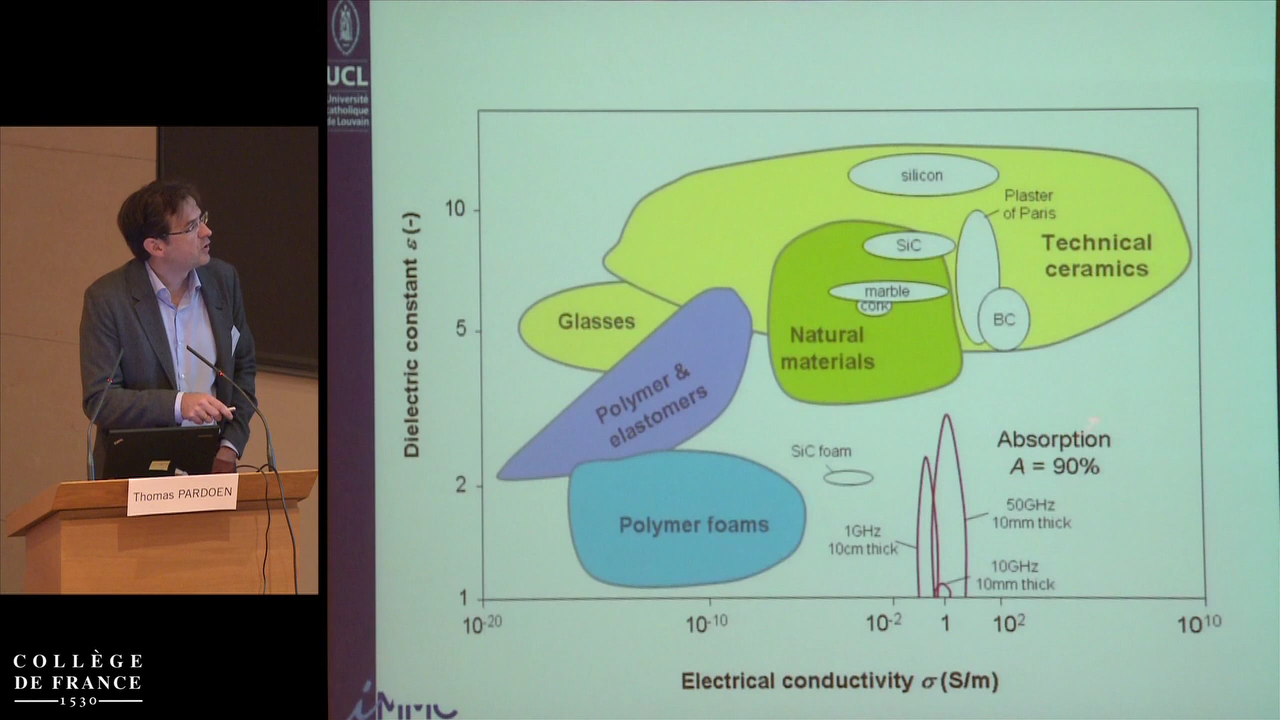 UCL
Université
catholique
de Louvain
silicon
Plaster
of Paris
10
SiC
Technical
ceramics
marble
cork
BC
Glasses
5
Natural
materials
Dielectric constant ε (-)
Polymer &
elastomers
SiC foam
Absorption
A = 90%
2
Polymer foams
50GHz
10mm thick
1GHz
10cm thick
10GHz
10mm thick
1
10-20
10-10
10-2
1
10²
10¹⁰
Electrical conductivity σ (S/m)
iMMC
Thomas PARDOEN
COLLÈGE
DE FRANCE
1530